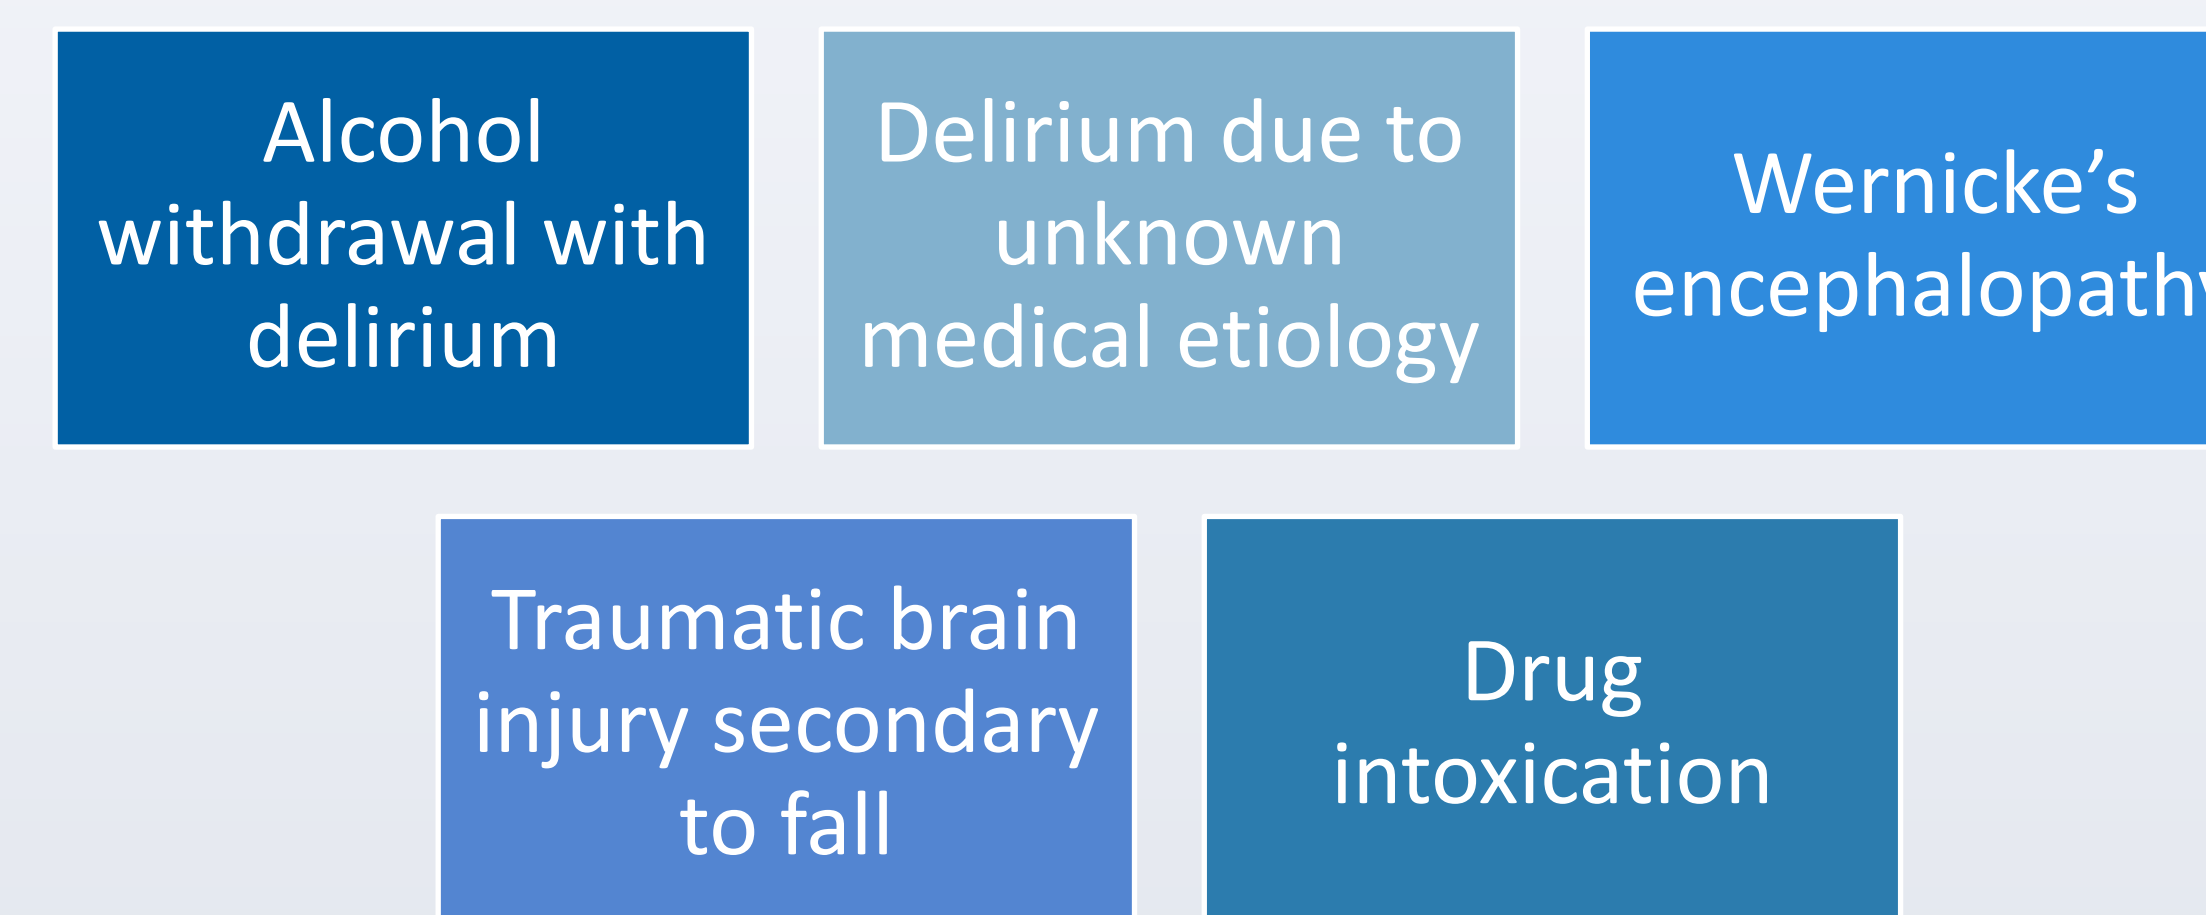 Alcohol
withdrawal with
delirium
Delirium due to
unknown
medical etiology
Wernicke’s
encephalopathy
Traumatic brain
injury secondary
to fall
Drug
intoxication